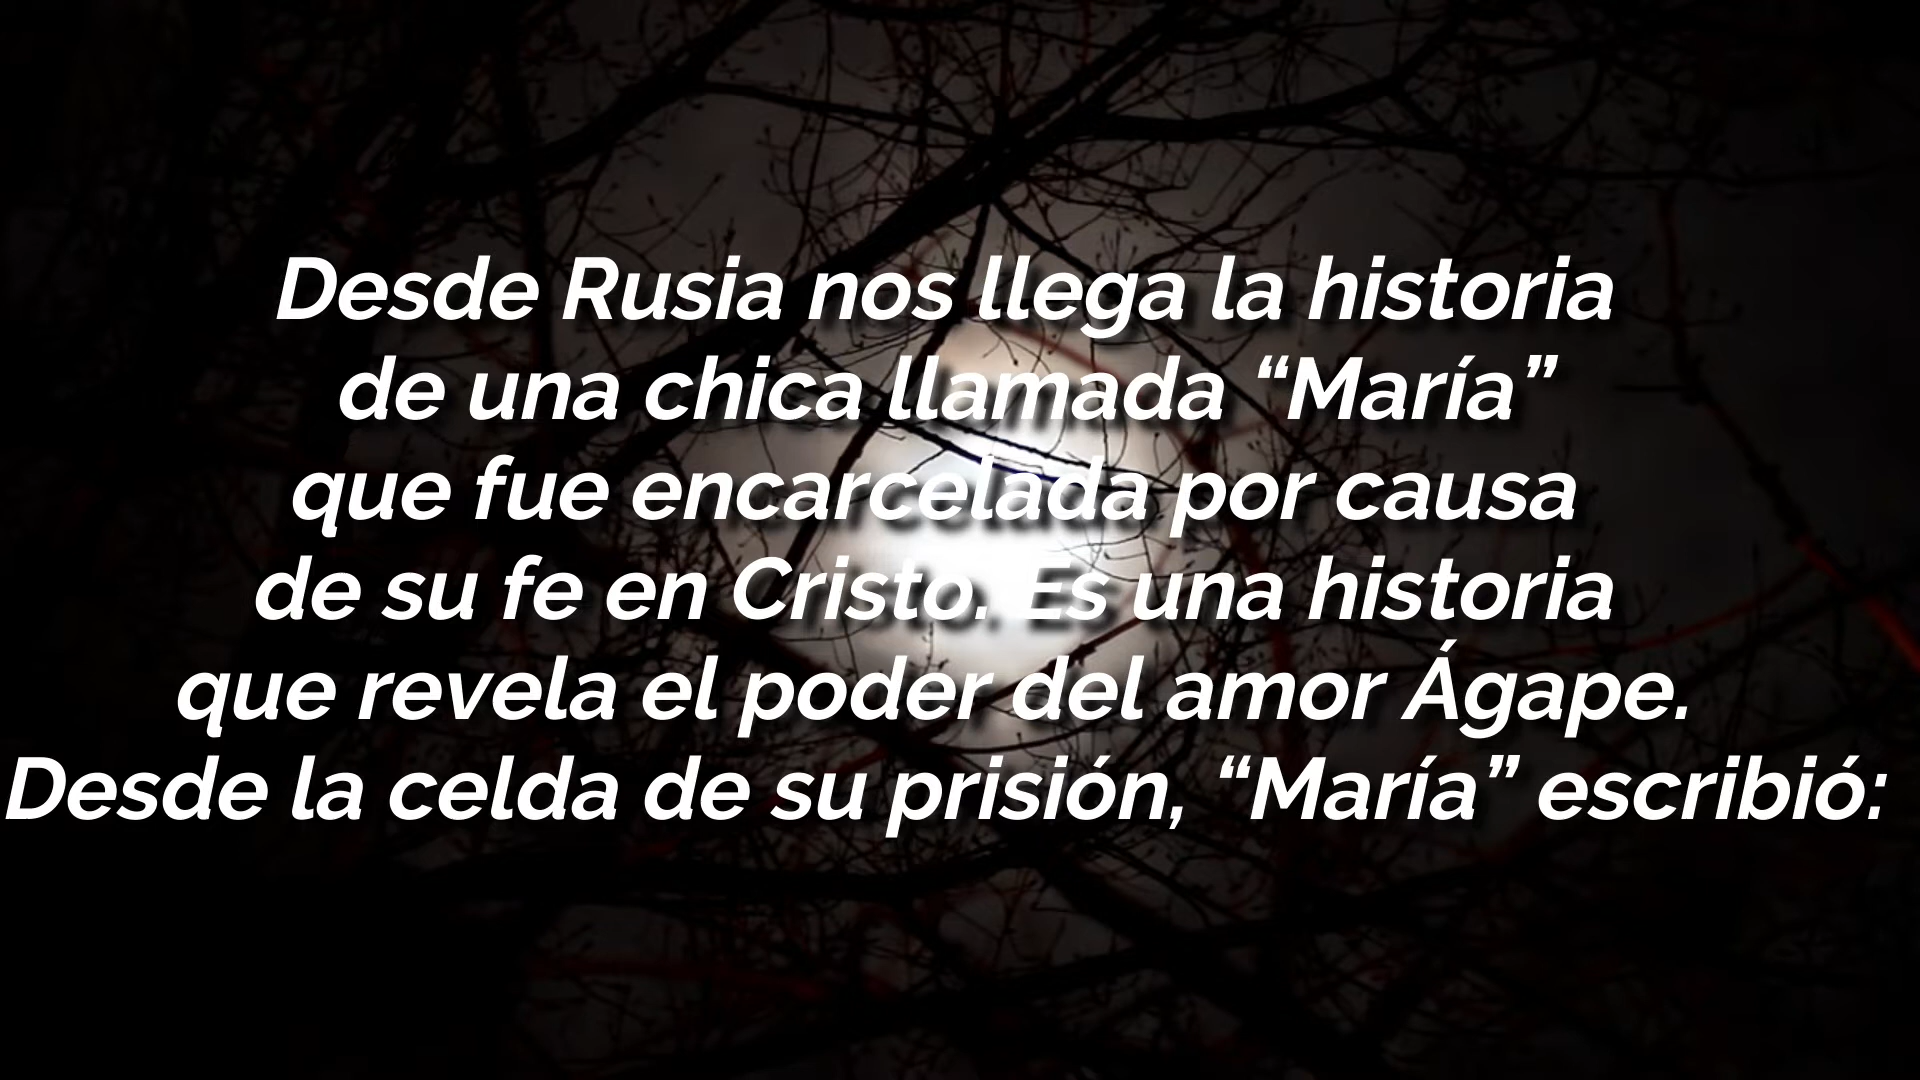 Desde Rusia nos llega la historia
de una chica llamada “María”
que fue encarcelada por causa
de su fe en Cristo. Es una historia
que revela el poder del amor Ágape.
Desde la celda de su prisión, “María” escribió: